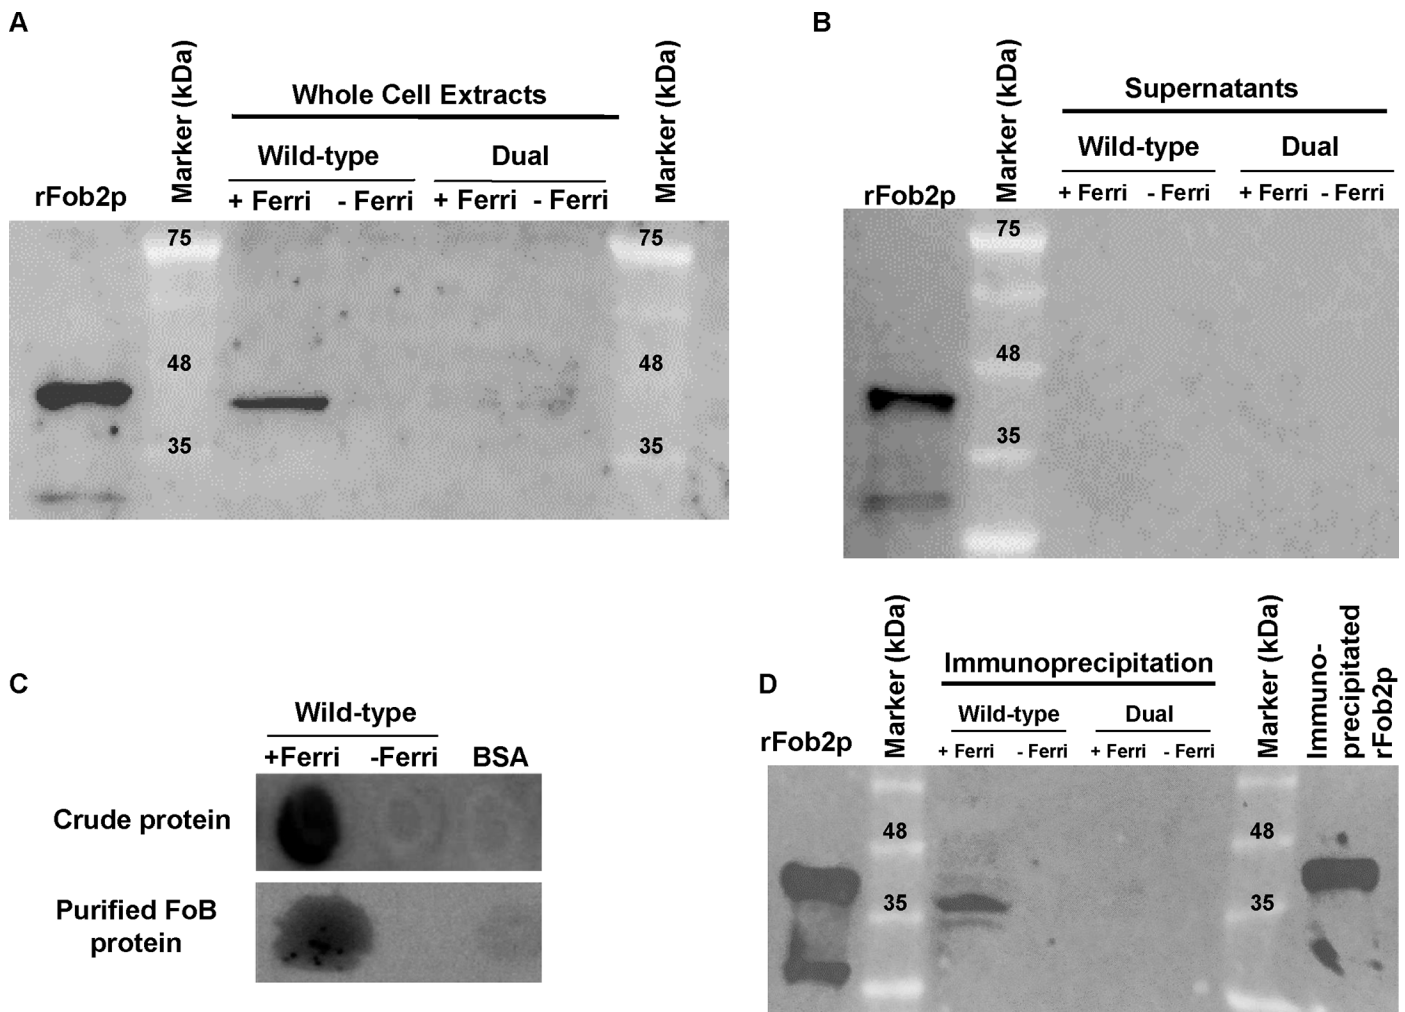 A
Marker (kDa)
Whole Cell Extracts
Marker (kDa)
Wild-type
Dual
rFob2p
+ Ferri
- Ferri
+ Ferri
- Ferri
75
75
48
48
35
35
B
Marker (kDa)
Supernatants
Wild-type
Dual
rFob2p
+ Ferri
- Ferri
+ Ferri
- Ferri
75
48
35
C
Wild-type
+Ferri
-Ferri
BSA
Crude protein
Purified FoB
protein
D
Marker (kDa)
Immunoprecipitation
Marker (kDa)
Immuno-
precipitated
rFob2p
Wild-type
Dual
rFob2p
+ Ferri
- Ferri
+ Ferri
- Ferri
48
48
35
35